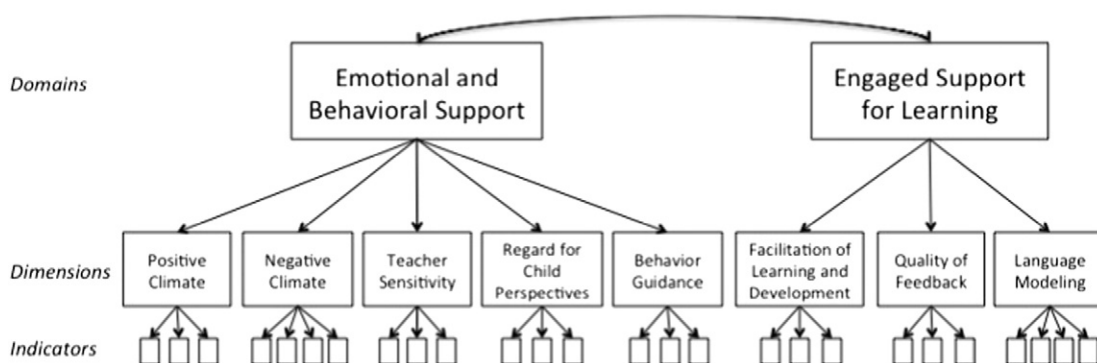 Domains
Emotional and
Behavioral Support
Engaged Support
for Learning
Dimensions
Positive
Climate
Negative
Climate
Teacher
Sensitivity
Regard for
Child
Perspectives
Behavior
Guidance
Facilitation of
Learning and
Development
Quality of
Feedback
Language
Modeling
Indicators